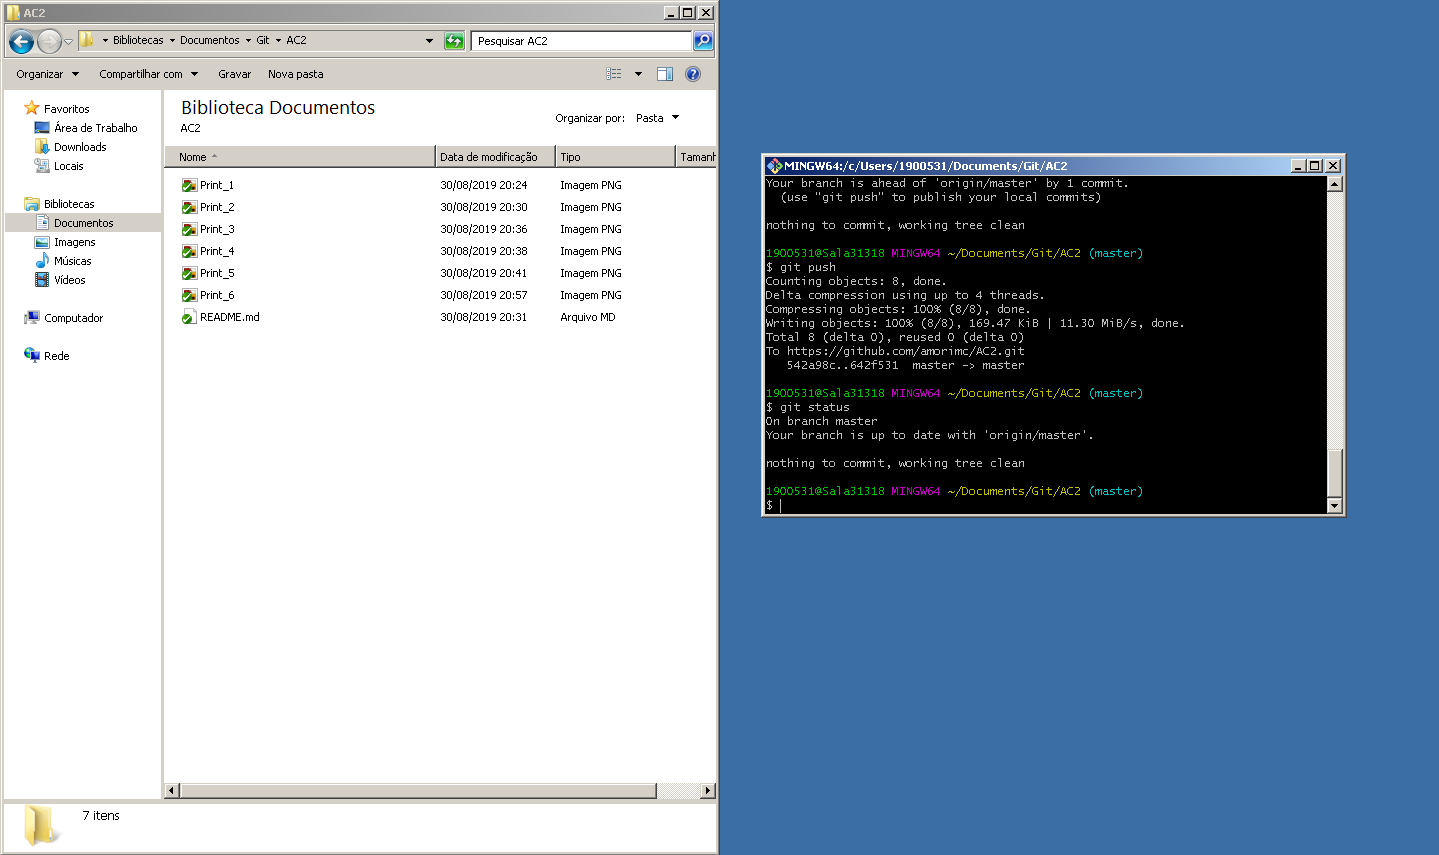 AC2
Bibliotecas Documentos Git AC2
Pesquisar AC2
Organizar Compartilhar com Gravar Nova pasta
Favoritos
Área de Trabalho
Downloads
Locais
Bibliotecas
Documentos
Imagens
Músicas
Vídeos
Computador
Rede
Biblioteca Documentos
AC2
Organizar por: Pasta
Nome Data de modificação Tipo Tamanh
Print_1 30/08/2019 20:24 Imagem PNG
Print_2 30/08/2019 20:30 Imagem PNG
Print_3 30/08/2019 20:36 Imagem PNG
Print_4 30/08/2019 20:38 Imagem PNG
Print_5 30/08/2019 20:41 Imagem PNG
Print_6 30/08/2019 20:57 Imagem PNG
README.md 30/08/2019 20:31 Arquivo MD
7 itens
MINGW64:/c/Users/1900531/Documents/Git/AC2
Your branch is ahead of 'origin/master' by 1 commit.
(use "git push" to publish your local commits)
nothing to commit, working tree clean
1900531@Sala31318 MINGW64 ~/Documents/Git/AC2 (master)
$ git push
Counting objects: 8, done.
Delta compression using up to 4 threads.
Compressing objects: 100% (8/8), done.
Writing objects: 100% (8/8), 169.47 KiB | 11.30 MiB/s, done.
Total 8 (delta 0), reused 0 (delta 0)
To https://github.com/amorimc/AC2.git
542a98c..642f531 master -> master
1900531@Sala31318 MINGW64 ~/Documents/Git/AC2 (master)
$ git status
On branch master
Your branch is up to date with 'origin/master'.
nothing to commit, working tree clean
1900531@Sala31318 MINGW64 ~/Documents/Git/AC2 (master)
$